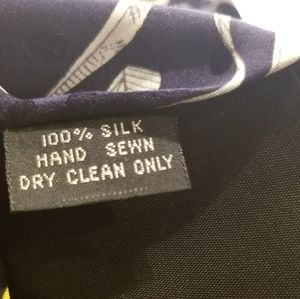 100% SILK
HAND SEWN
DRY CLEAN ONLY